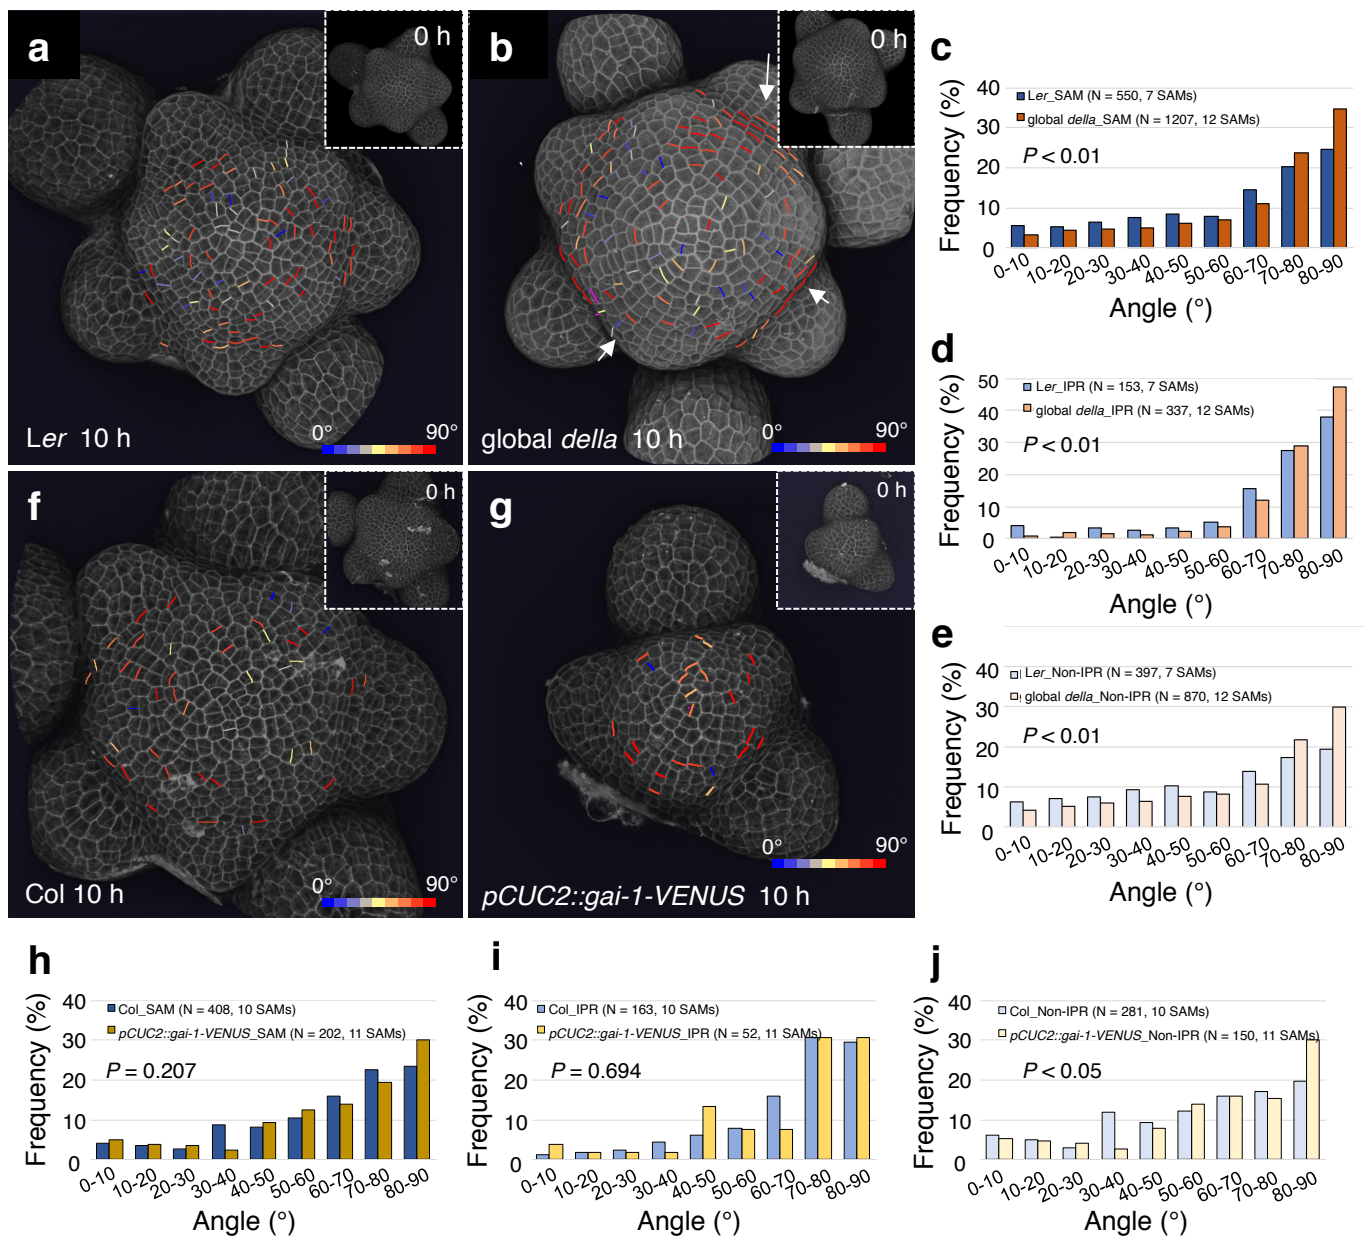 a
0 h
Ler 10 h
0° 90°
b
0 h
global della 10 h
0° 90°
c
Frequency (%)
40
30
20
10
0
Ler_SAM (N = 550, 7 SAMs)
global della_SAM (N = 1207, 12 SAMs)
P < 0.01
0-10 10-20 20-30 30-40 40-50 50-60 60-70 70-80 80-90
Angle (°)
d
Frequency (%)
50
40
30
20
10
0
Ler_IPR (N = 153, 7 SAMs)
global della_IPR (N = 337, 12 SAMs)
P < 0.01
0-10 10-20 20-30 30-40 40-50 50-60 60-70 70-80 80-90
Angle (°)
e
Frequency (%)
40
30
20
10
0
Ler_Non-IPR (N = 397, 7 SAMs)
global della_Non-IPR (N = 870, 12 SAMs)
P < 0.01
0-10 10-20 20-30 30-40 40-50 50-60 60-70 70-80 80-90
Angle (°)
f
0 h
Col 10 h
0° 90°
g
0 h
pCUC2::gai-1-VENUS 10 h
0° 90°
h
Frequency (%)
40
30
20
10
0
Col_SAM (N = 408, 10 SAMs)
pCUC2::gai-1-VENUS_SAM (N = 202, 11 SAMs)
P = 0.207
0-10 10-20 20-30 30-40 40-50 50-60 60-70 70-80 80-90
Angle (°)
i
Frequency (%)
40
30
20
10
0
Col_IPR (N = 163, 10 SAMs)
pCUC2::gai-1-VENUS_IPR (N = 52, 11 SAMs)
P = 0.694
0-10 10-20 20-30 30-40 40-50 50-60 60-70 70-80 80-90
Angle (°)
j
Frequency (%)
40
30
20
10
0
Col_Non-IPR (N = 281, 10 SAMs)
pCUC2::gai-1-VENUS_Non-IPR (N = 150, 11 SAMs)
P < 0.05
0-10 10-20 20-30 30-40 40-50 50-60 60-70 70-80 80-90
Angle (°)